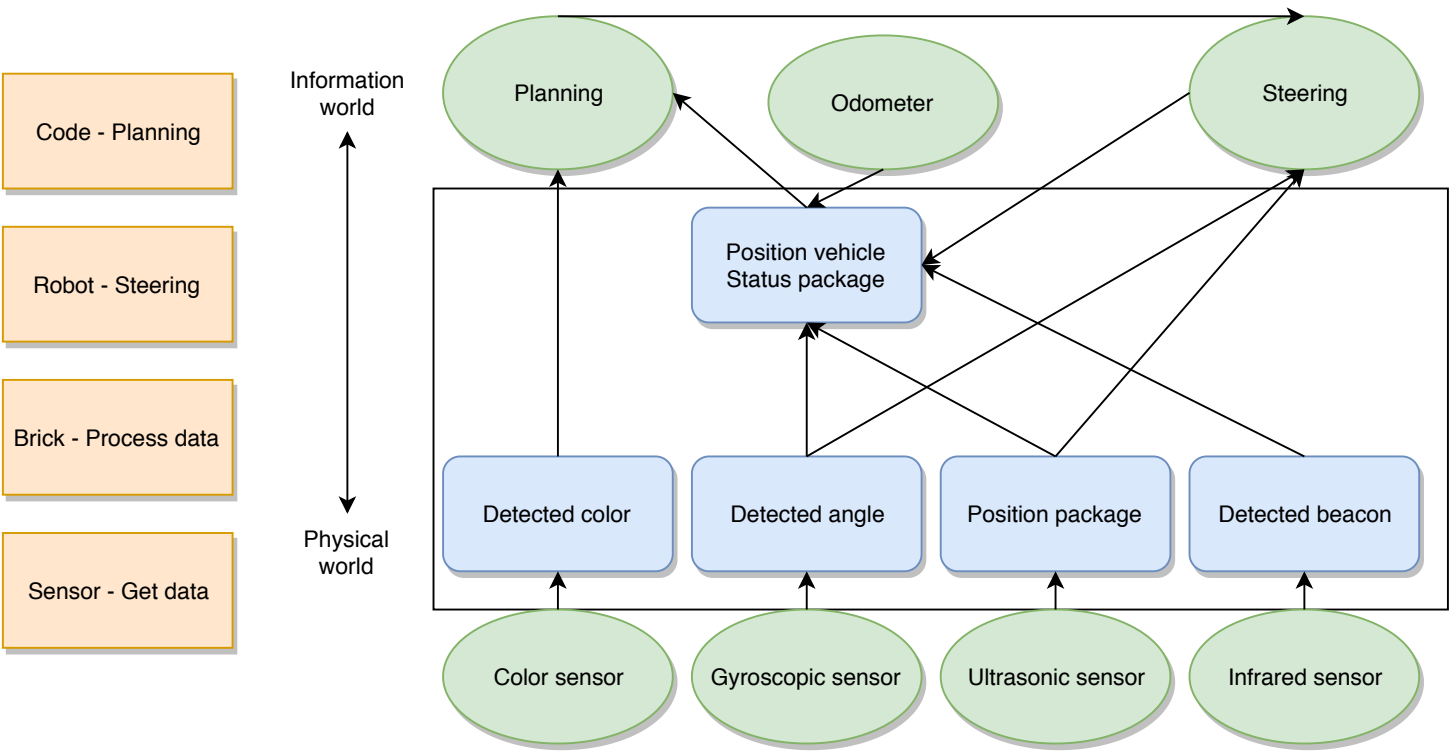 Code - Planning
Robot - Steering
Brick - Process data
Sensor - Get data
Information
world
Physical
world
Planning
Odometer
Steering
Position vehicle
Status package
Detected color
Detected angle
Position package
Detected beacon
Color sensor
Gyroscopic sensor
Ultrasonic sensor
Infrared sensor